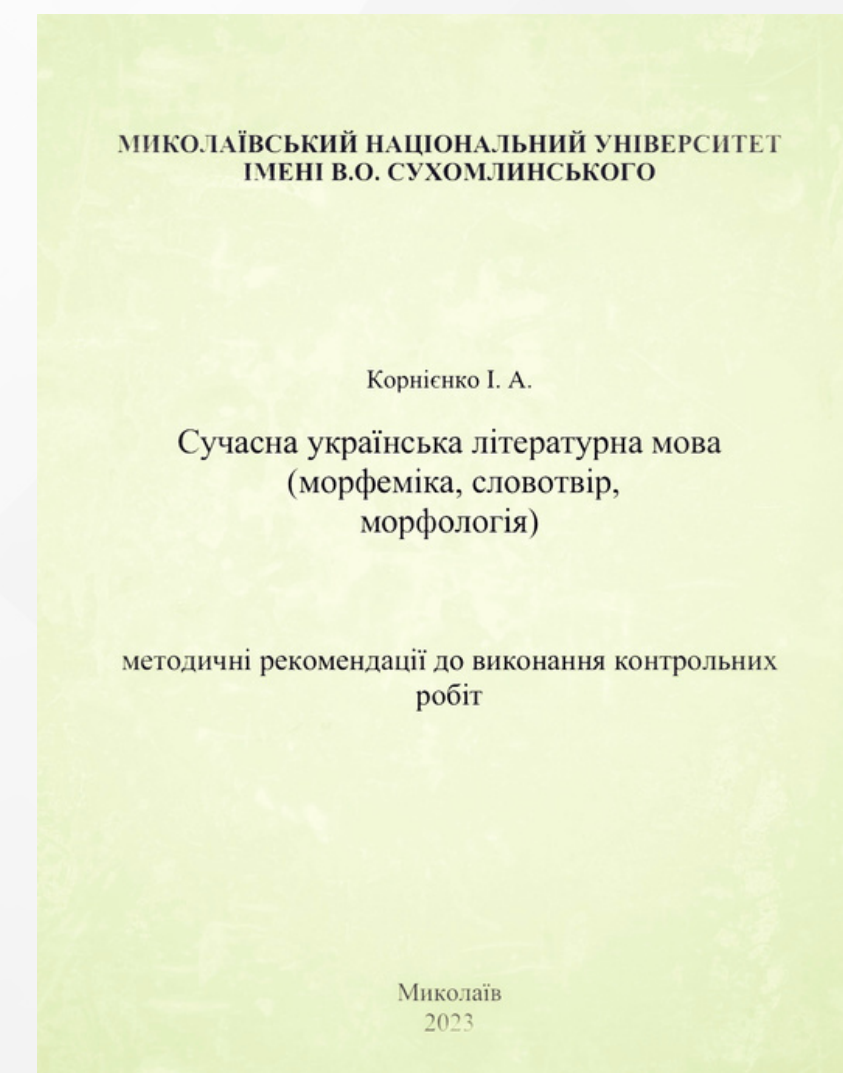 МИКОЛАЇВСЬКИЙ НАЦІОНАЛЬНИЙ УНІВЕРСИТЕТ
ІМЕНІ В.О. СУХОМЛИНСЬКОГО
Корнієнко І. А.
Сучасна українська літературна мова
(морфеміка, словотвір,
морфологія)
методичні рекомендації до виконання контрольних
робіт
Миколаїв
2023